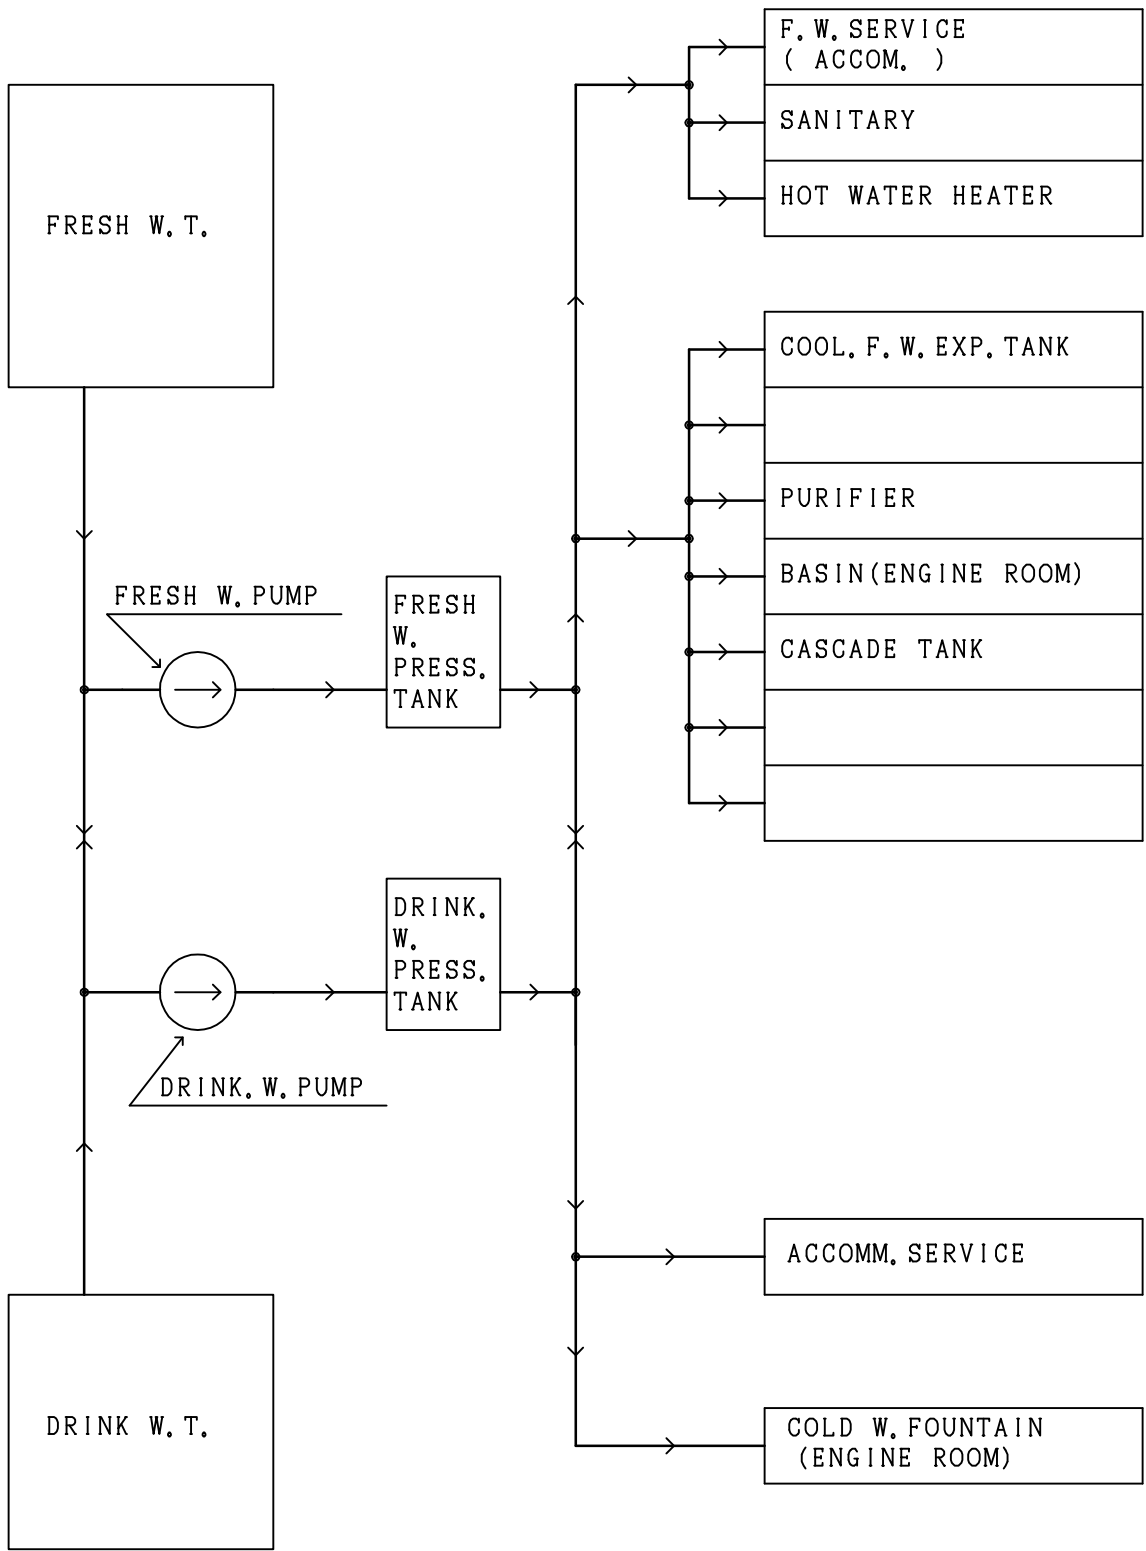 F.W.SERVICE
( ACCOM. )
SANITARY
HOT WATER HEATER
FRESH W.T.
COOL.F.W.EXP.TANK
PURIFIER
BASIN(ENGINE ROOM)
CASCADE TANK
FRESH W.PUMP
FRESH
W.
PRESS.
TANK
DRINK.
W.
PRESS.
TANK
DRINK.W.PUMP
ACCOMM.SERVICE
DRINK W.T.
COLD W.FOUNTAIN
(ENGINE ROOM)